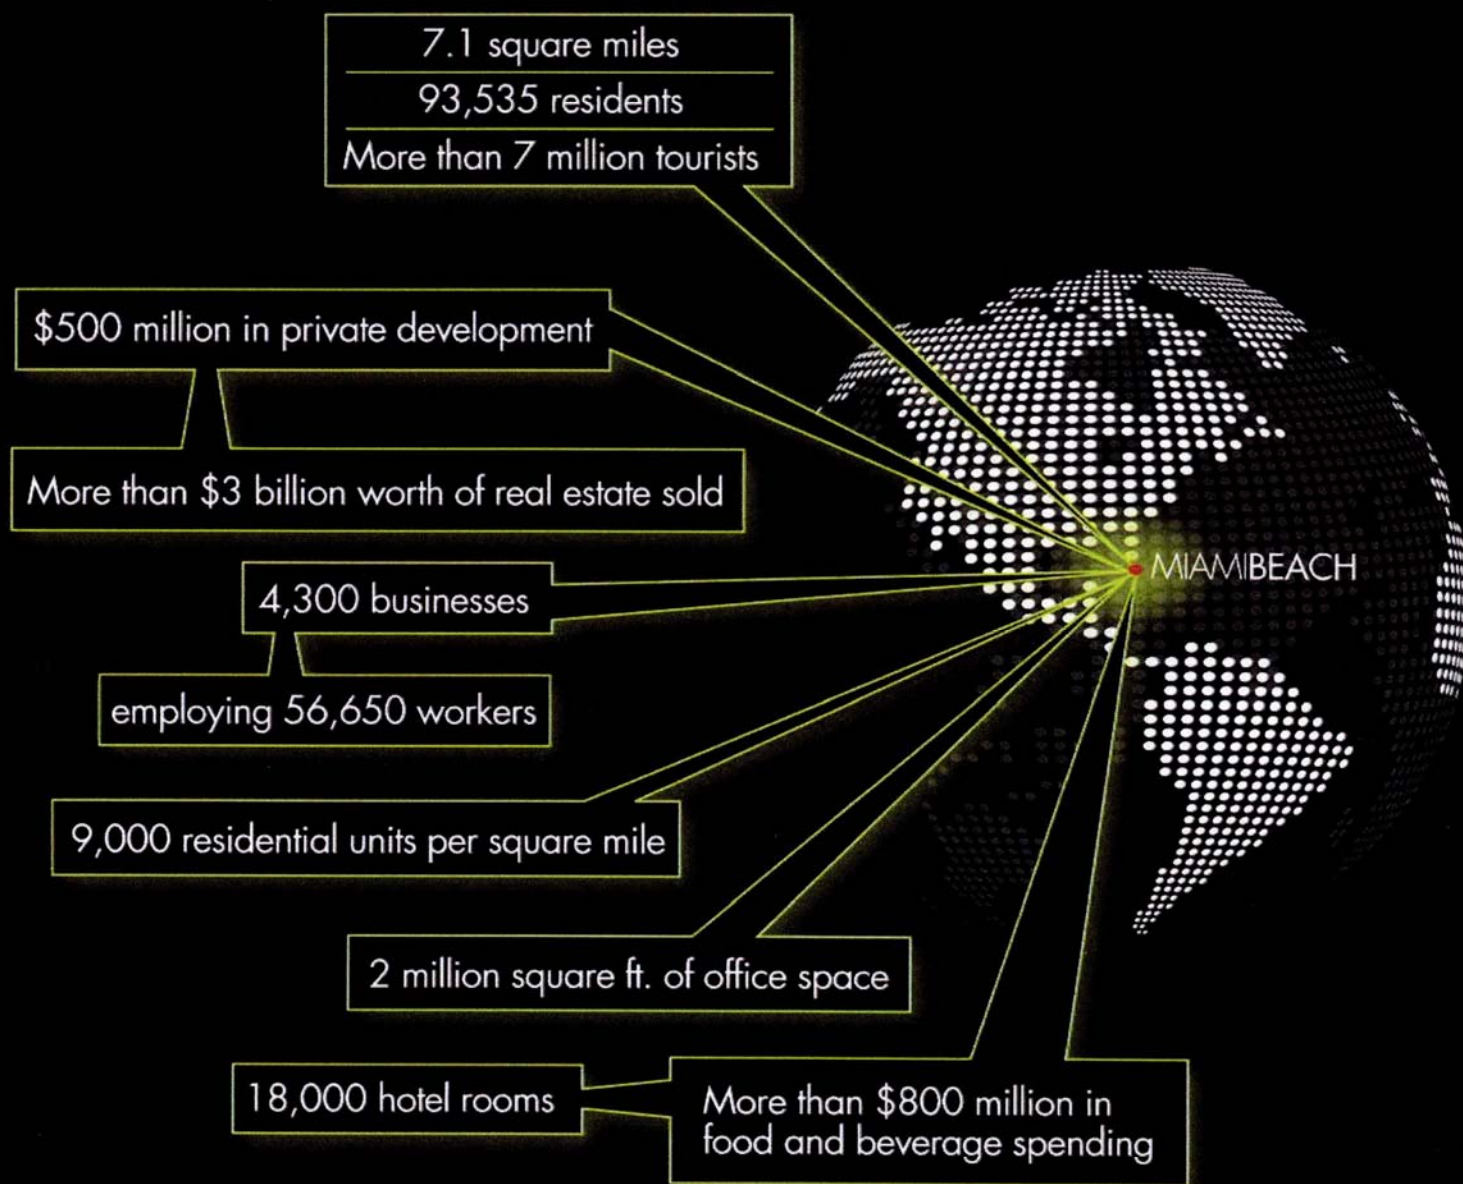 7.1 square miles
93,535 residents
More than 7 million tourists
$500 million in private development
More than $3 billion worth of real estate sold
MIAMIBEACH
4,300 businesses
employing 56,650 workers
9,000 residential units per square mile
2 million square ft. of office space
18,000 hotel rooms
More than $800 million in
food and beverage spending